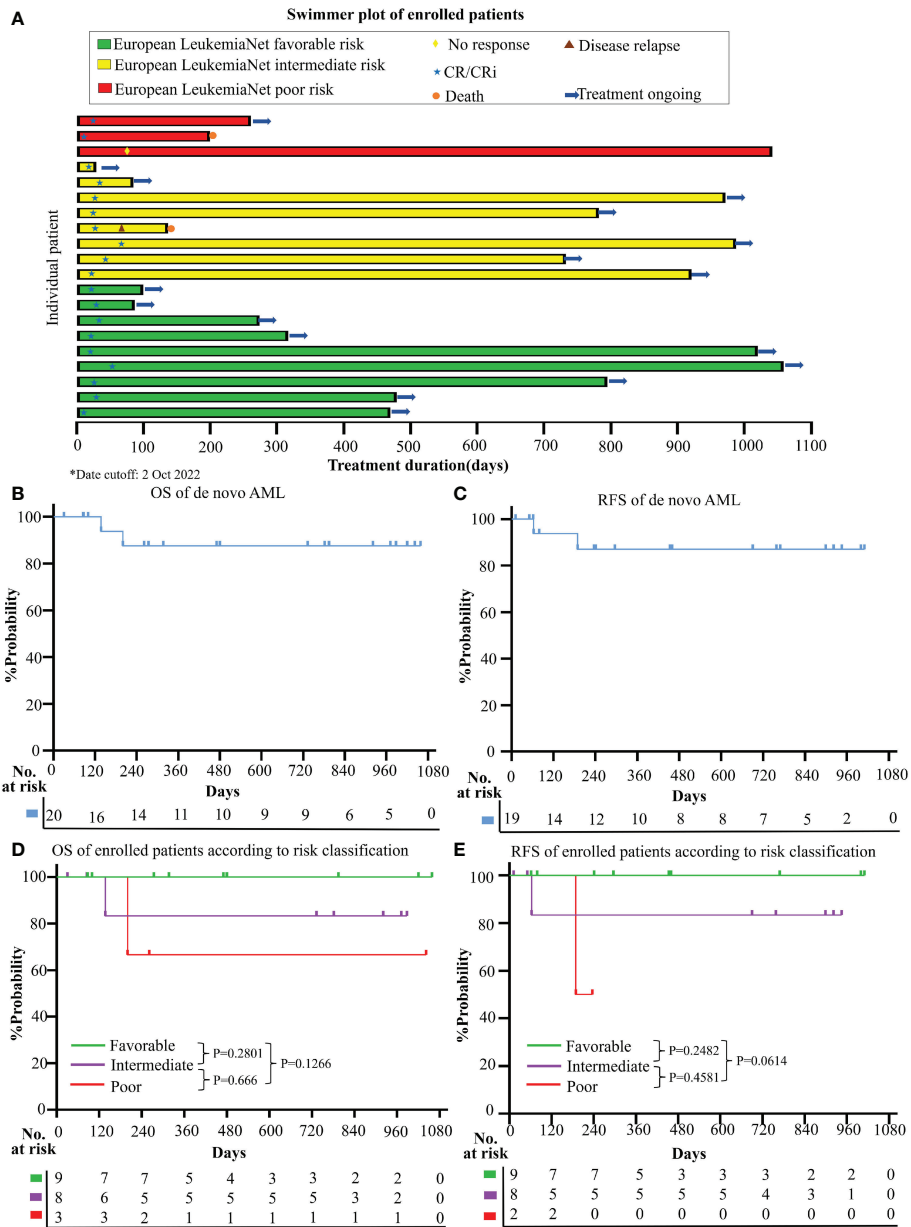 A
Swimmer plot of enrolled patients
European LeukemiaNet favorable risk
No response
Disease relapse
European LeukemiaNet intermediate risk
CR/CRi
European LeukemiaNet poor risk
Death
Treatment ongoing
Individual patient
0 100 200 300 400 500 600 700 800 900 1000 1100
Treatment duration(days)
*Date cutoff: 2 Oct 2022
B
OS of de novo AML
%Probability
100
80
60
40
20
0
0 120 240 360 480 600 720 840 960 1080
Days
No.
at risk
20 16 14 11 10 9 9 6 5 0
C
RFS of de novo AML
%Probability
100
80
60
40
20
0
0 120 240 360 480 600 720 840 960 1080
Days
No.
at risk
19 14 12 10 8 8 7 5 2 0
D
OS of enrolled patients according to risk classification
%Probability
100
80
60
40
20
0
Favorable
Intermediate
Poor
P=0.2801
P=0.666
P=0.1266
0 120 240 360 480 600 720 840 960 1080
Days
No.
at risk
9 7 7 5 4 3 3 2 2 0
8 6 5 5 5 5 5 3 2 0
3 3 2 1 1 1 1 1 1 0
E
RFS of enrolled patients according to risk classification
%Probability
100
80
60
40
20
0
Favorable
Intermediate
Poor
P=0.2482
P=0.4581
P=0.0614
0 120 240 360 480 600 720 840 960 1080
Days
No.
at risk
9 7 7 5 3 3 3 2 2 0
8 5 5 5 5 5 4 3 1 0
2 2 0 0 0 0 0 0 0 0